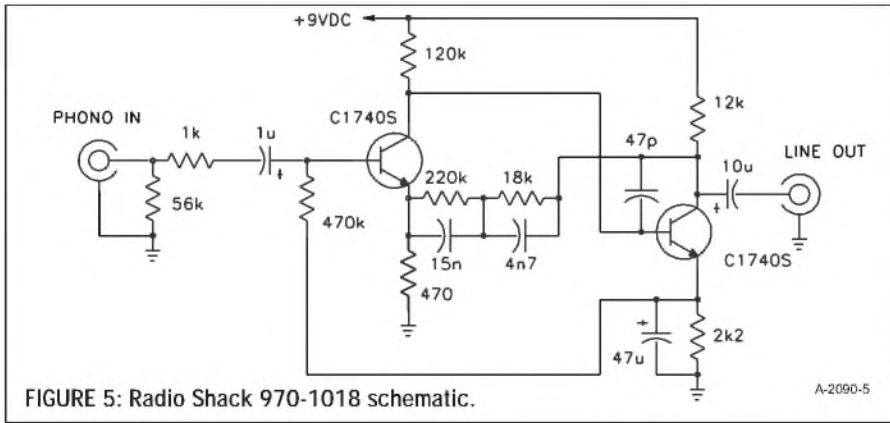 +9VDC
120k
PHONO IN
C1740S
12k
1k
1u
+
47p
LINE OUT
220k
18k
10u
+
56k
470k
15n
4n7
C1740S
470
+
47u
2k2
FIGURE 5: Radio Shack 970-1018 schematic.
A-2090-5